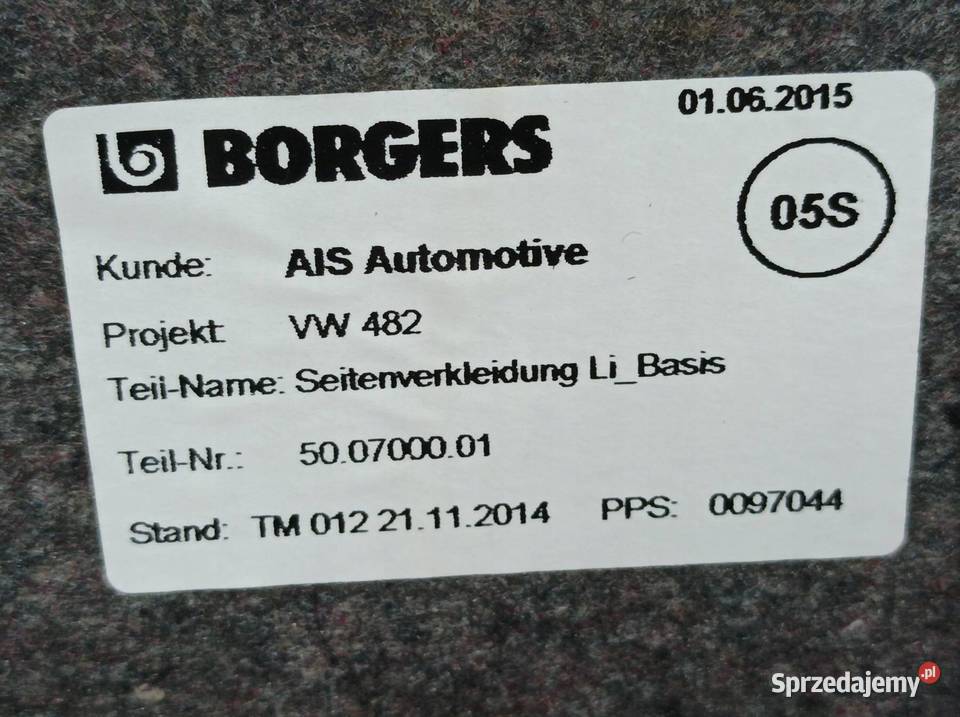 01.06.2015
BORGERS
05S
Kunde: AIS Automotive
Projekt: VW 482
Teil-Name: Seitenverkleidung Li_Basis
Teil-Nr.: 50.07000.01
Stand: TM 012 21.11.2014 PPS: 0097044
Sprzedajemy.pl